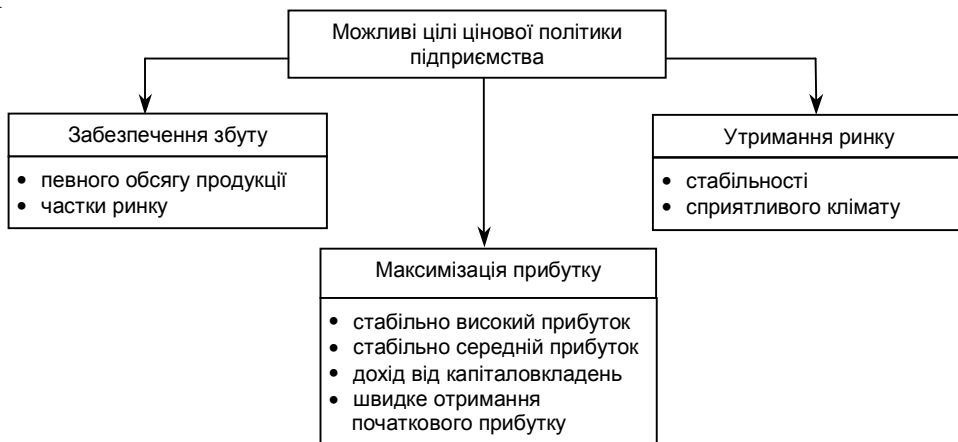 Можливі цілі цінової політики
підприємства
Забезпечення збуту
• певного обсягу продукції
• частки ринку
Утримання ринку
• стабільності
• сприятливого клімату
Максимізація прибутку
• стабільно високий прибуток
• стабільно середній прибуток
• дохід від капіталовкладень
• швидке отримання
початкового прибутку